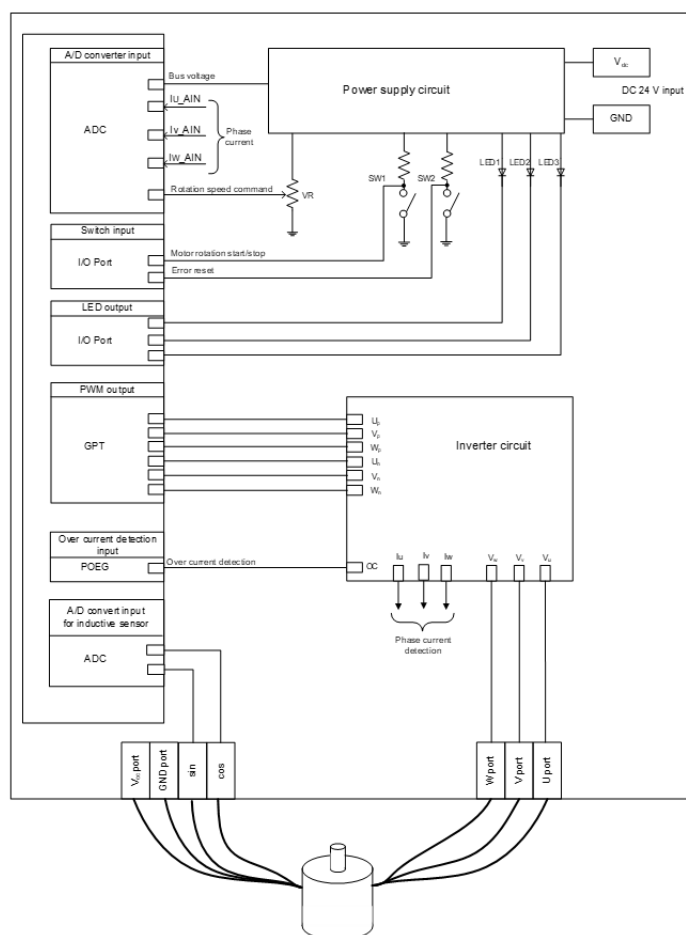 A/D converter input
ADC
Bus voltage
IU_AIN
IV_AIN
IW_AIN
Phase
current
Rotation speed command
VR
Power supply circuit
Vdc
DC 24 V input
GND
SW1
SW2
LED1
LED2
LED3
Switch input
I/O Port
Motor rotation start/stop
Error reset
LED output
I/O Port
PWM output
GPT
Up
Vp
Wp
Un
Vn
Wn
Inverter circuit
Over current detection
input
POEG
Over current detection
OC
Iu
Iv
Iw
Vw
Vv
Vu
Phase current
detection
A/D convert input
for inductive sensor
ADC
Vcc port
GND port
sin
cos
W port
V port
U port